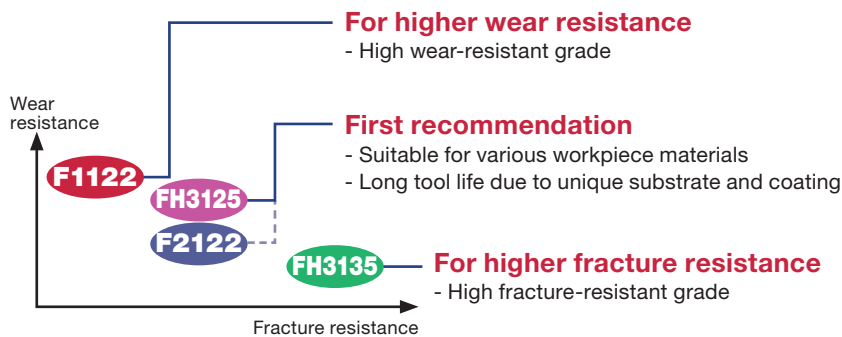 For higher wear resistance
- High wear-resistant grade
Wear
resistance
First recommendation
- Suitable for various workpiece materials
- Long tool life due to unique substrate and coating
F1122
FH3125
F2122
FH3135
For higher fracture resistance
- High fracture-resistant grade
Fracture resistance